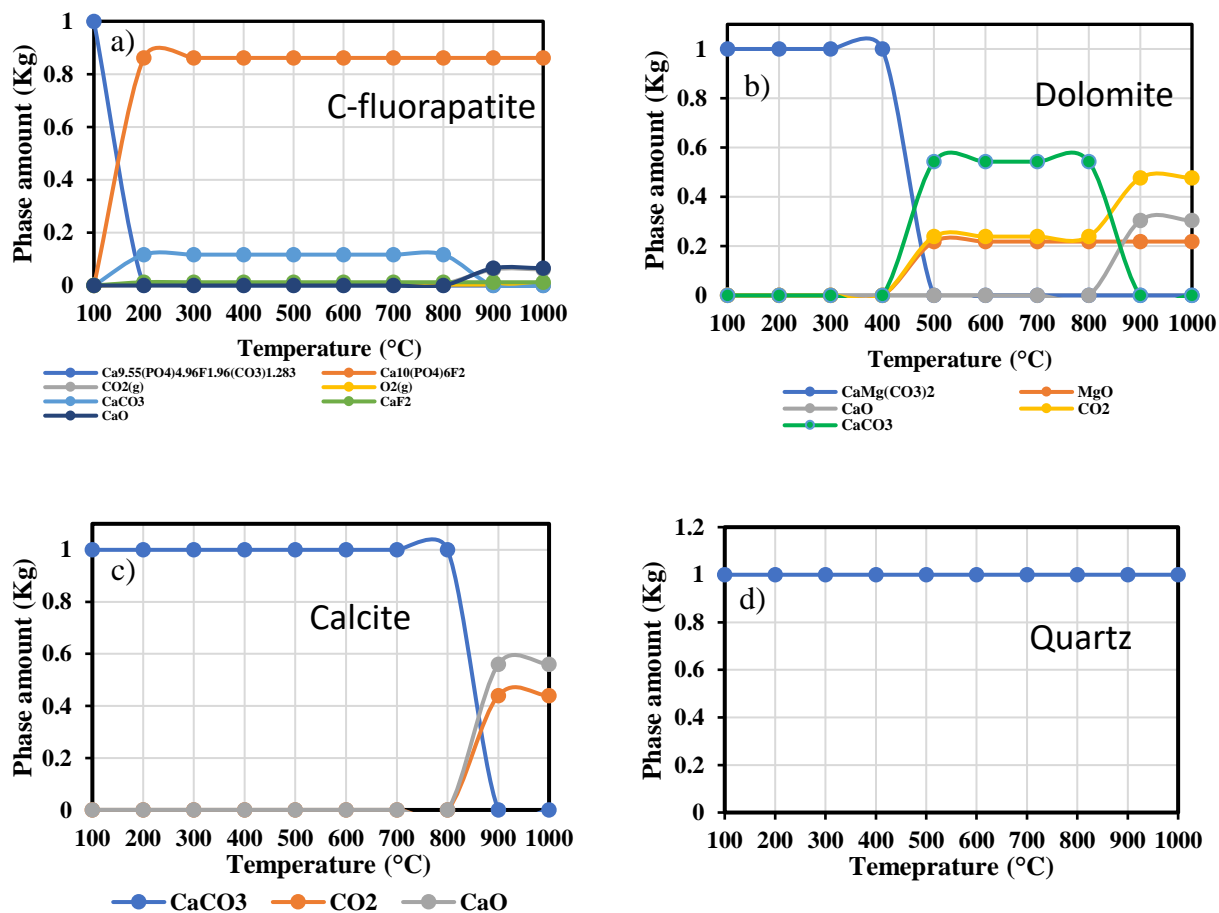 a)
C-fluorapatite
Phase amount (Kg)
1
0.8
0.6
0.4
0.2
0
100 200 300 400 500 600 700 800 900 1000
Temperature (°C)
Ca9.55(PO4)4.96F1.96(CO3)1.283 Ca10(PO4)6F2
CO2(g) O2(g)
CaCO3 CaF2
CaO
b)
Dolomite
Phase amount (Kg)
1
0.8
0.6
0.4
0.2
0
100 200 300 400 500 600 700 800 900 1000
Temperature (°C)
CaMg(CO3)2 MgO
CaO CO2
CaCO3
c)
Calcite
Phase amount (Kg)
1
0.8
0.6
0.4
0.2
0
100 200 300 400 500 600 700 800 900 1000
Temperature (°C)
CaCO3 CO2 CaO
d)
Quartz
Phase amount (Kg)
1.2
1
0.8
0.6
0.4
0.2
0
100 200 300 400 500 600 700 800 900 1000
Temeprature (°C)